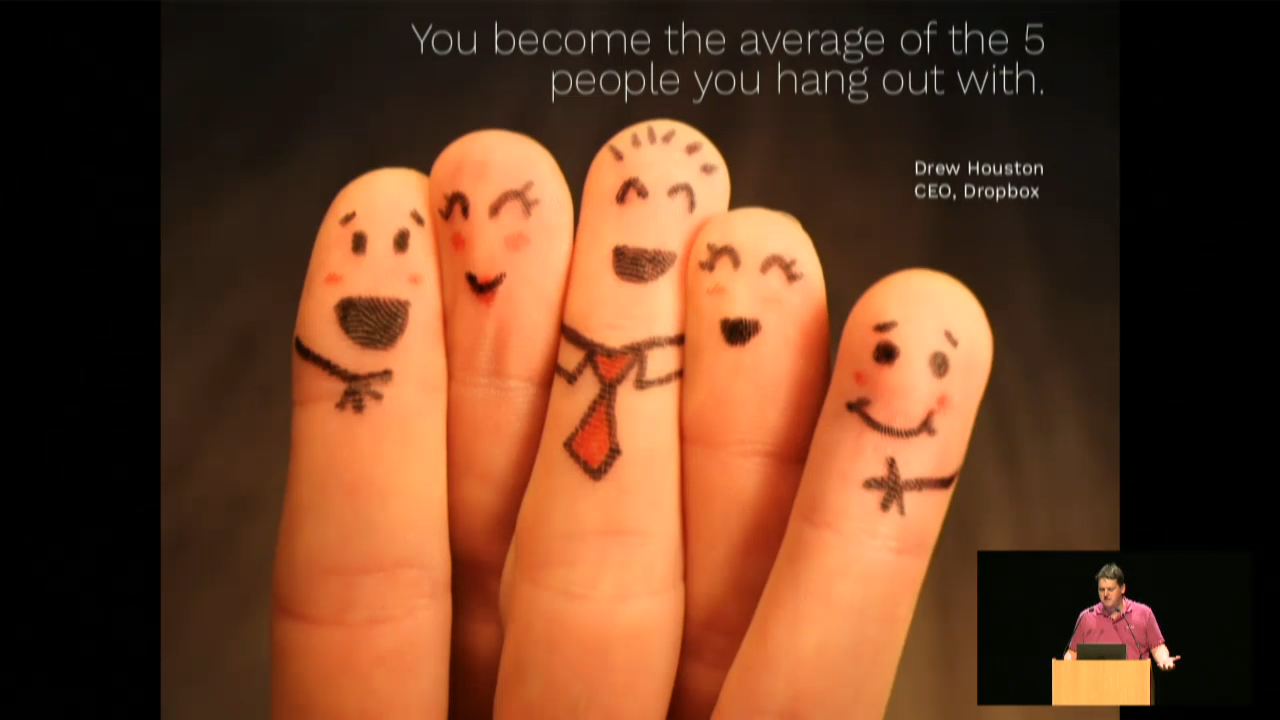 You become the average of the 5
people you hang out with.
Drew Houston
CEO, Dropbox